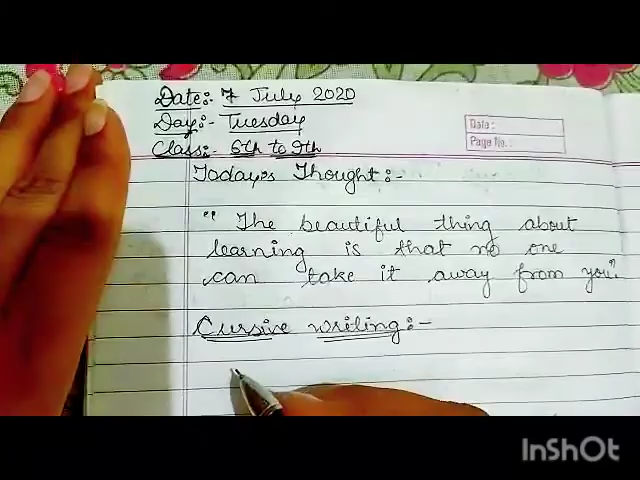 Date:- 7 July 2020
Day:- Tuesday
Class:- 6th to 9th
Date:
Page No.:
Today's Thought:-
" The beautiful thing about
learning is that no one
can take it away from you".
Cursive writing:-
InShOt